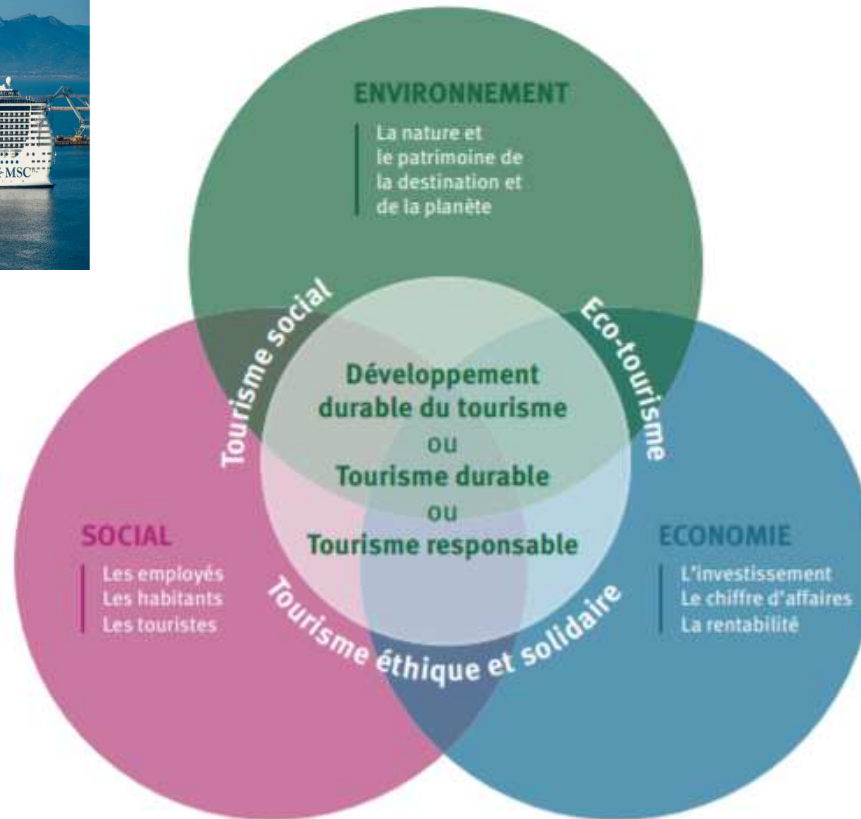 MSC
ENVIRONNEMENT
La nature et
le patrimoine de
la destination et
de la planète
Tourisme social
Eco-tourisme
Développement
durable du tourisme
ou
Tourisme durable
ou
Tourisme responsable
SOCIAL
Les employés
Les habitants
Les touristes
ECONOMIE
L'investissement
Le chiffre d'affaires
La rentabilité
Tourisme éthique et solidaire